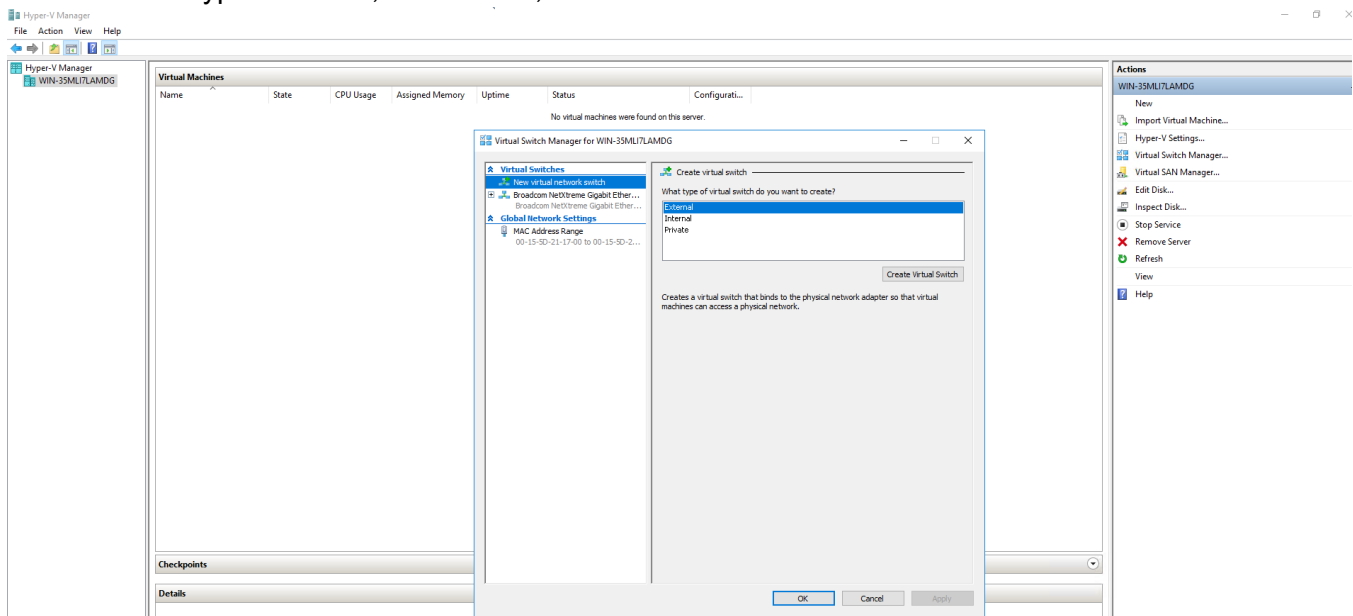 Hyper-V Manager
File Action View Help
Hyper-V Manager
WIN-35MLI7LAMDG
Virtual Machines
Name State CPU Usage Assigned Memory Uptime Status Configurati...
No virtual machines were found on this server.
Virtual Switch Manager for WIN-35MLI7LAMDG
Virtual Switches
New virtual network switch
Broadcom NetXtreme Gigabit Ether...
Broadcom NetXtreme Gigabit Ether...
Global Network Settings
MAC Address Range
00-15-5D-21-17-00 to 00-15-5D-2...
Create virtual switch
What type of virtual switch do you want to create?
External
Internal
Private
Create Virtual Switch
Creates a virtual switch that binds to the physical network adapter so that virtual
machines can access a physical network.
OK Cancel Apply
Checkpoints
Details
Actions
WIN-35MLI7LAMDG
New
Import Virtual Machine...
Hyper-V Settings...
Virtual Switch Manager...
Virtual SAN Manager...
Edit Disk...
Inspect Disk...
Stop Service
Remove Server
Refresh
View
Help